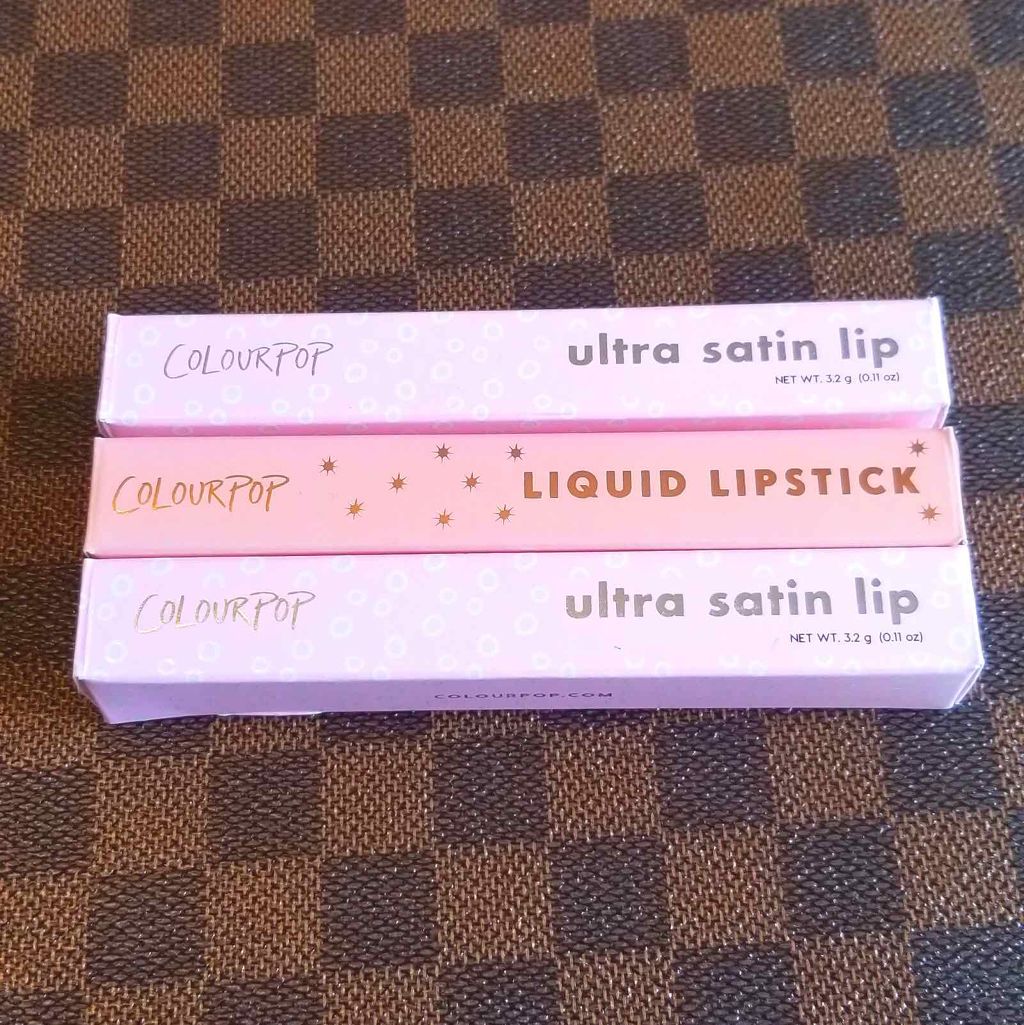 COLOURPOP
ultra satin lip
NET WT. 3.2 g (0.11 oz)
COLOURPOP
LIQUID LIPSTICK
COLOURPOP
ultra satin lip
NET WT. 3.2 g (0.11 oz)
COLOURPOP.COM